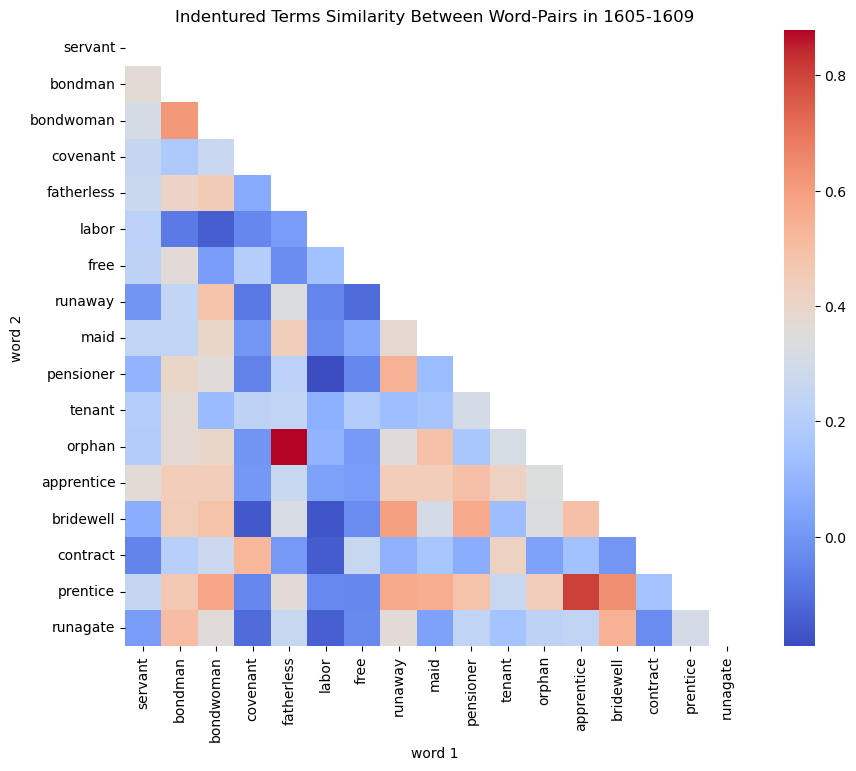 Indentured Terms Similarity Between Word-Pairs in 1605-1609
servant
bondman
bondwoman
covenant
fatherless
labor
free
runaway
maid
pensioner
tenant
orphan
apprentice
bridewell
contract
prentice
runagate
word 2
servant
bondman
bondwoman
covenant
fatherless
labor
free
runaway
maid
pensioner
tenant
orphan
apprentice
bridewell
contract
prentice
runagate
word 1
0.8
0.6
0.4
0.2
0.0